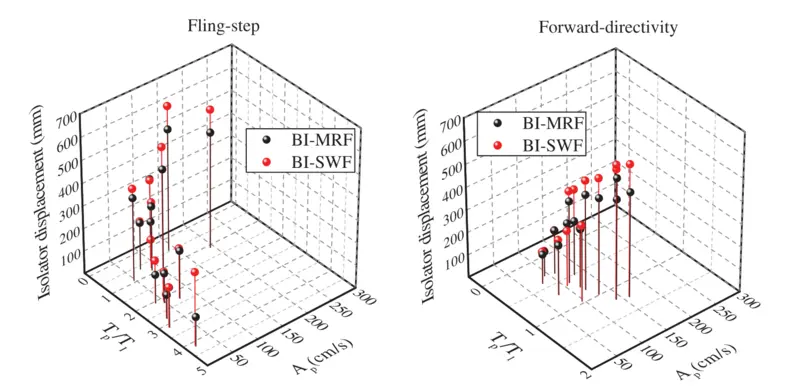 Fling-step
Isolator displacement (mm)
700
600
500
400
300
200
100
BI-MRF
BI-SWF
0
1
2
3
4
5
Tp/T1
50
100
150
200
250
300
Ap(cm/s)
Forward-directivity
Isolator displacement (mm)
700
600
500
400
300
200
100
BI-MRF
BI-SWF
0
1
2
Tp/T1
50
100
150
200
250
300
Ap(cm/s)